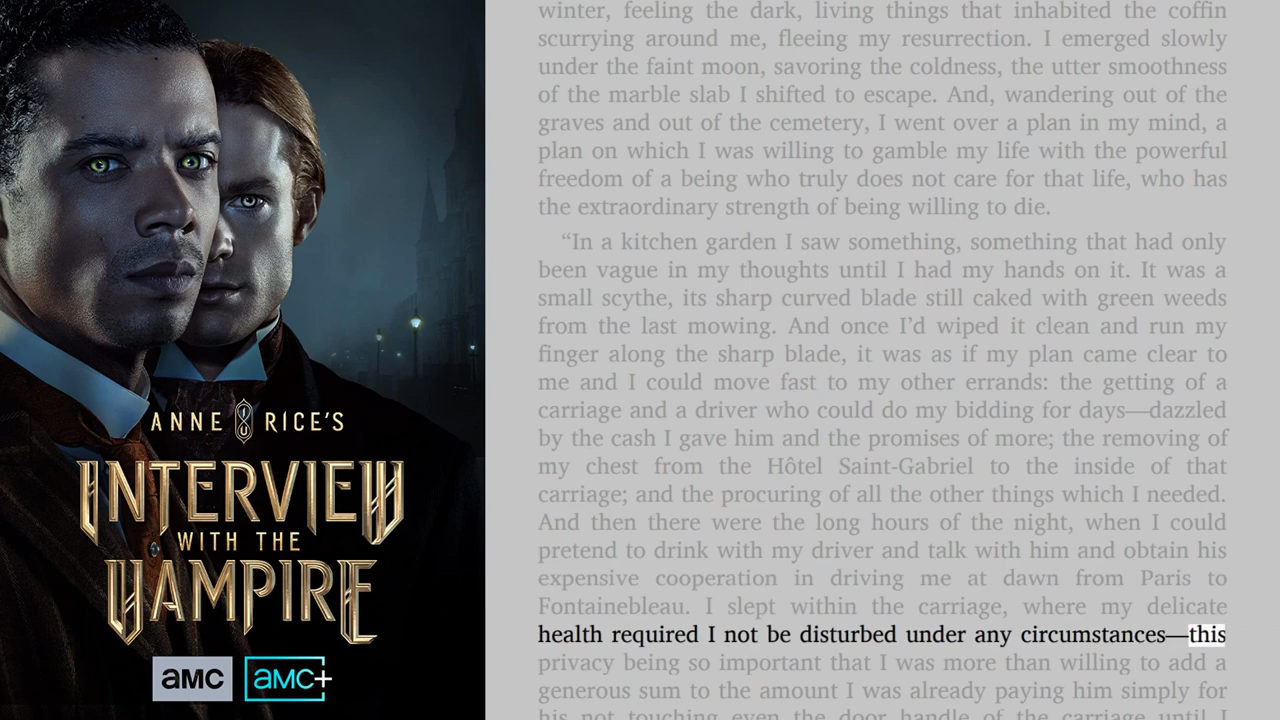 ANNE RICE'S
INTERVIEW
WITH THE
VAMPIRE
amc
amc+
winter, feeling the dark, living things that inhabited the coffin
scurrying around me, fleeing my resurrection. I emerged slowly
under the faint moon, savoring the coldness, the utter smoothness
of the marble slab I shifted to escape. And, wandering out of the
graves and out of the cemetery, I went over a plan in my mind, a
plan on which I was willing to gamble my life with the powerful
freedom of a being who truly does not care for that life, who has
the extraordinary strength of being willing to die.
“In a kitchen garden I saw something, something that had only
been vague in my thoughts until I had my hands on it. It was a
small scythe, its sharp curved blade still caked with green weeds
from the last mowing. And once I’d wiped it clean and run my
finger along the sharp blade, it was as if my plan came clear to
me and I could move fast to my other errands: the getting of a
carriage and a driver who could do my bidding for days—dazzled
by the cash I gave him and the promises of more; the removing of
my chest from the Hôtel Saint-Gabriel to the inside of that
carriage; and the procuring of all the other things which I needed.
And then there were the long hours of the night, when I could
pretend to drink with my driver and talk with him and obtain his
expensive cooperation in driving me at dawn from Paris to
Fontainebleau. I slept within the carriage, where my delicate
health required I not be disturbed under any circumstances—this
privacy being so important that I was more than willing to add a
generous sum to the amount I was already paying him simply for
his not touching even the door handle of the carriage until I